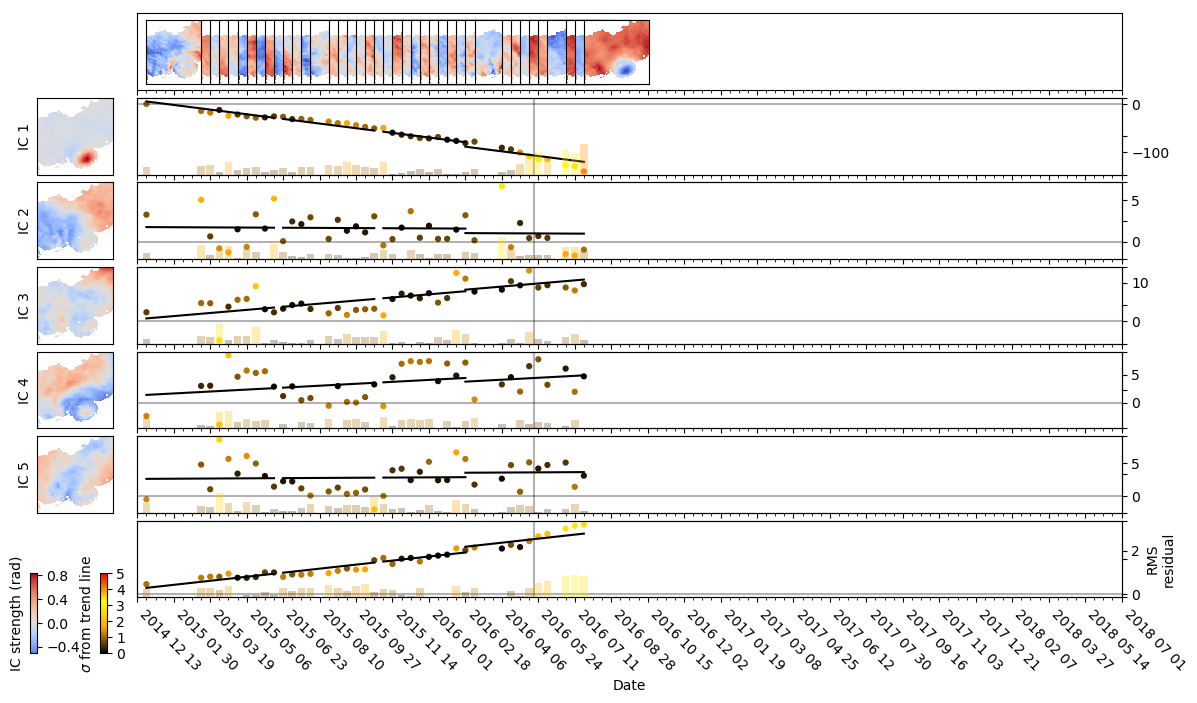 IC 1
0
−100
IC 2
5
0
IC 3
10
0
IC 4
5
0
IC 5
5
0
RMS
residual
2
0
IC strength (rad)
0.8
0.4
0.0
−0.4
σ from trend line
5
4
3
2
1
0
2014 12 13
2015 01 30
2015 03 19
2015 05 06
2015 06 23
2015 08 10
2015 09 27
2015 11 14
2016 01 01
2016 02 18
2016 04 06
2016 05 24
2016 07 11
2016 08 28
2016 10 15
2016 12 02
2017 01 19
2017 03 08
2017 04 25
2017 06 12
2017 07 30
2017 09 16
2017 11 03
2017 12 21
2018 02 07
2018 03 27
2018 05 14
2018 07 01
Date